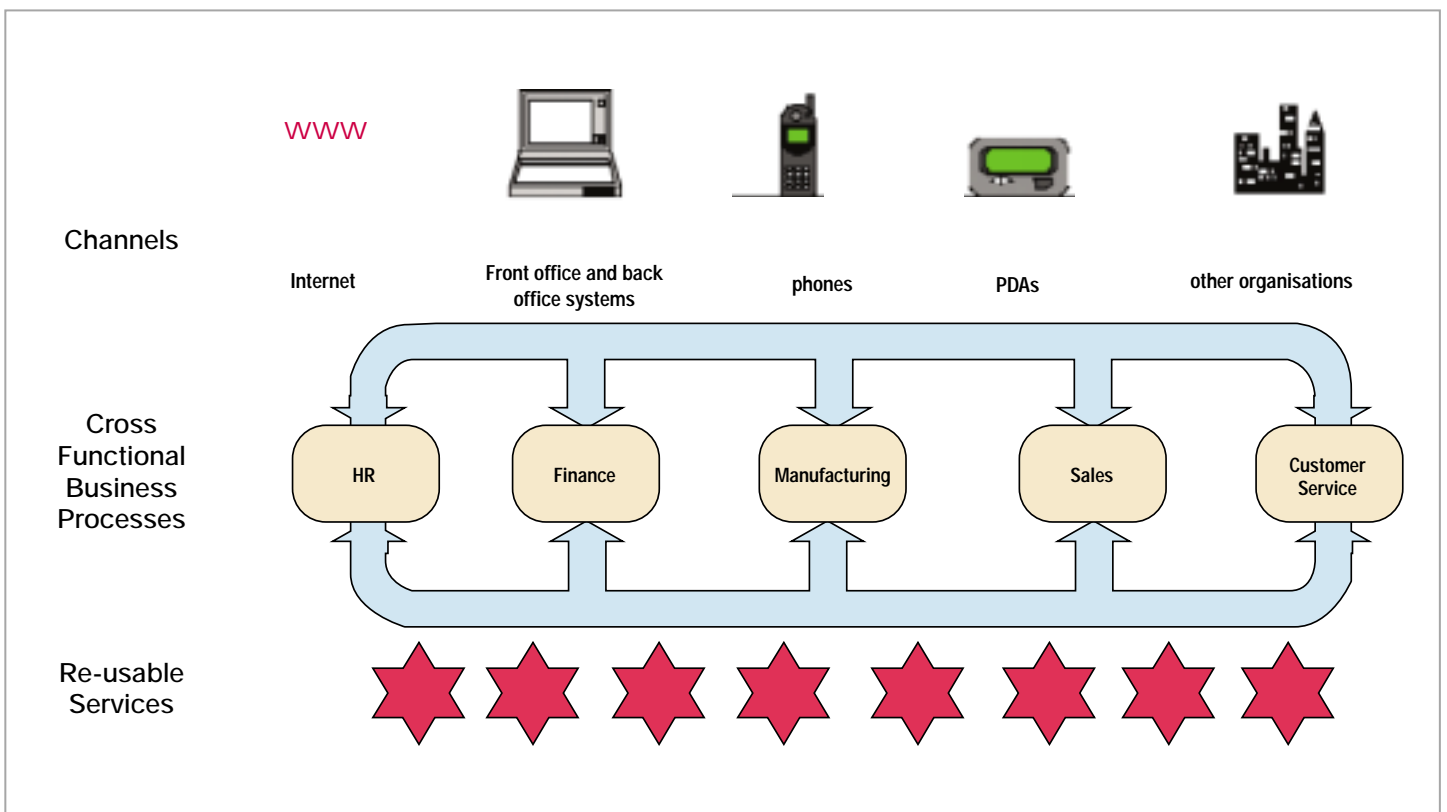 www
Channels
Internet
Front office and back
office systems
phones
PDAs
other organisations
Cross
Functional
Business
Processes
HR
Finance
Manufacturing
Sales
Customer
Service
Re-usable
Services